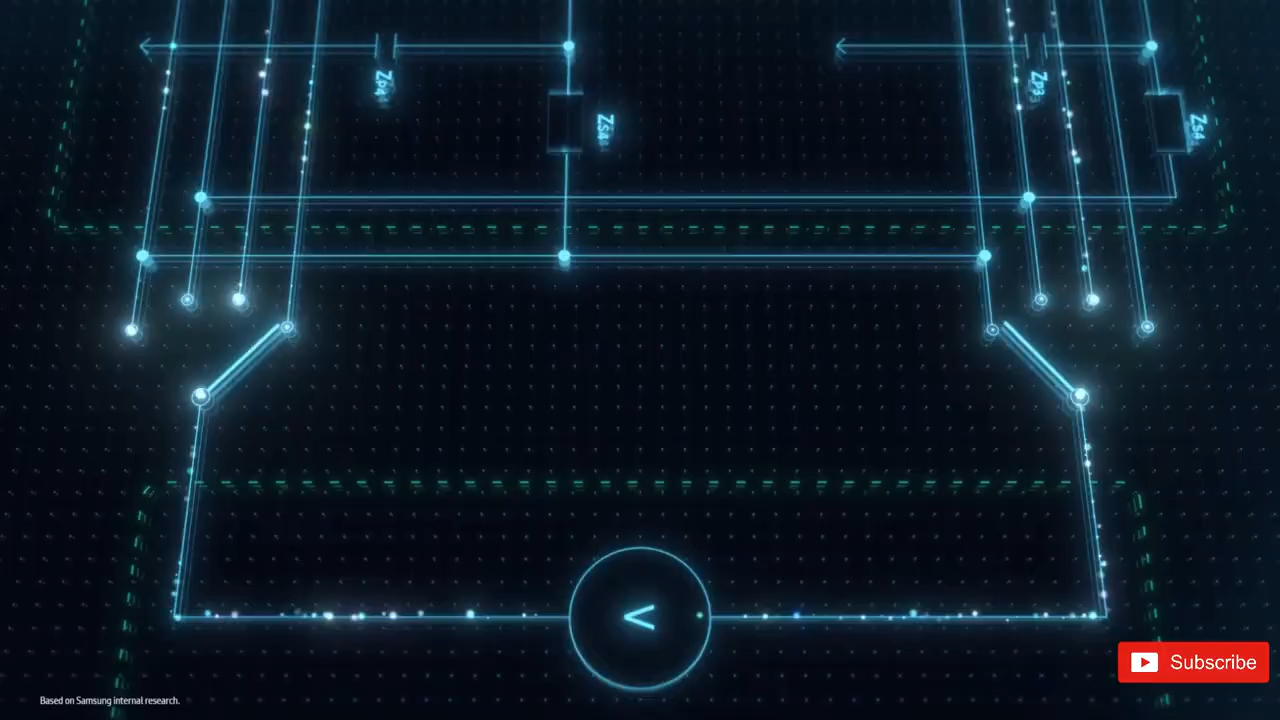 Zp4
Zp3
Zs4
Zs4
V
Subscribe
Based on Samsung internal research.